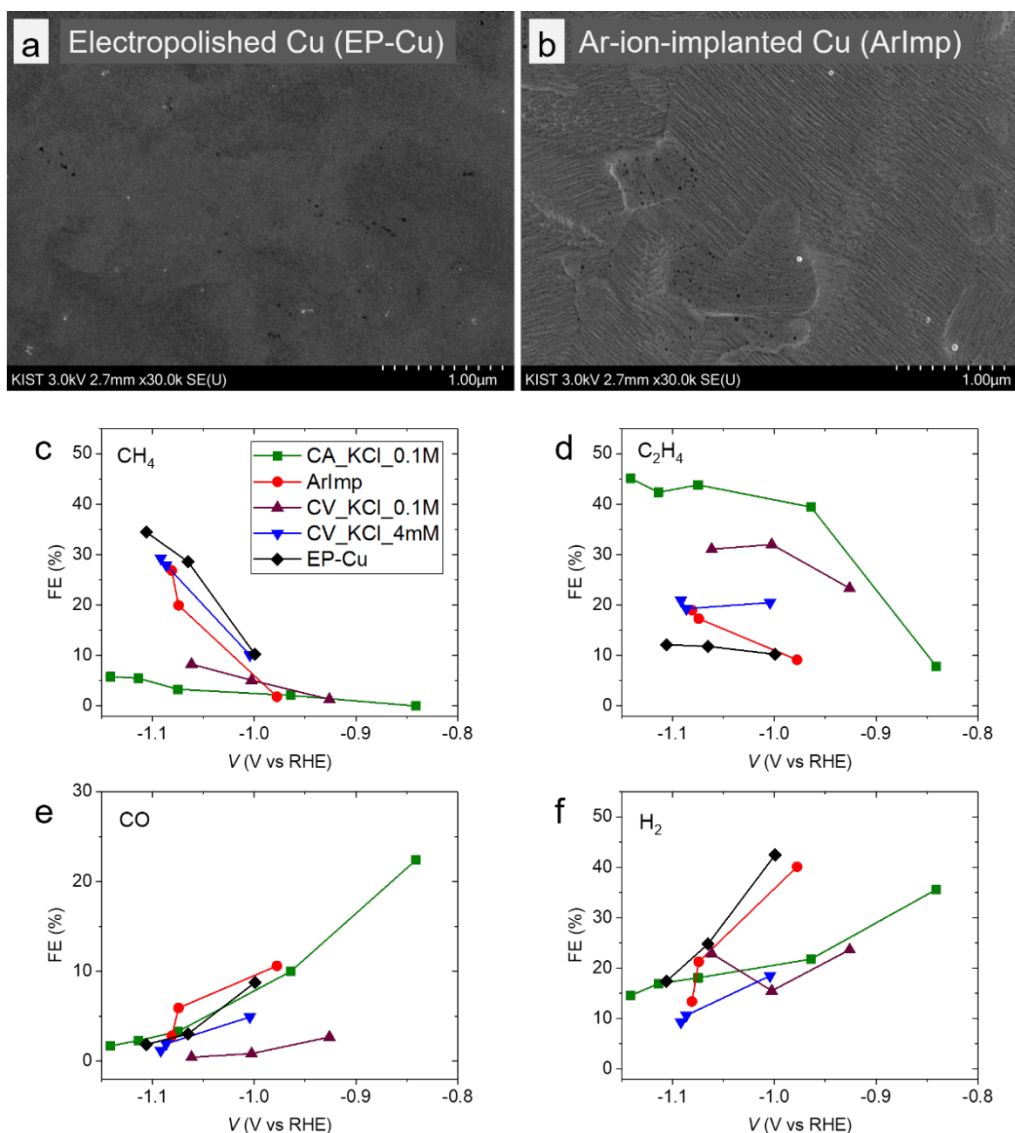 a Electropolished Cu (EP-Cu)
b Ar-ion-implanted Cu (ArImp)
KIST 3.0kV 2.7mm x30.0k SE(U) 1.00μm
KIST 3.0kV 2.7mm x30.0k SE(U) 1.00μm
c
CH4
CA_KCl_0.1M
ArImp
CV_KCl_0.1M
CV_KCl_4mM
EP-Cu
FE (%)
50
40
30
20
10
0
-1.1 -1.0 -0.9 -0.8
V (V vs RHE)
d
C2H4
FE (%)
50
40
30
20
10
0
-1.1 -1.0 -0.9 -0.8
V (V vs RHE)
e
CO
FE (%)
30
20
10
0
-1.1 -1.0 -0.9 -0.8
V (V vs RHE)
f
H2
FE (%)
50
40
30
20
10
0
-1.1 -1.0 -0.9 -0.8
V (V vs RHE)